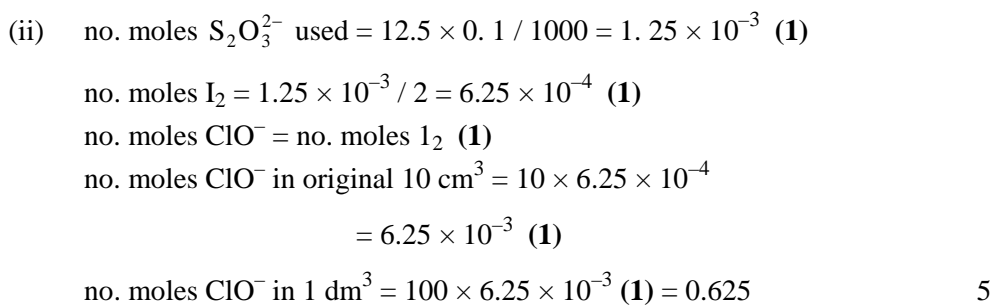 (ii) no. moles S₂O₃²⁻ used = 12.5 × 0. 1 / 1000 = 1. 25 × 10⁻³ (1)
no. moles I₂ = 1.25 × 10⁻³ / 2 = 6.25 × 10⁻⁴ (1)
no. moles ClO⁻ = no. moles 1₂ (1)
no. moles ClO⁻ in original 10 cm³ = 10 × 6.25 × 10⁻⁴
= 6.25 × 10⁻³ (1)
no. moles ClO⁻ in 1 dm³ = 100 × 6.25 × 10⁻³ (1) = 0.625 5